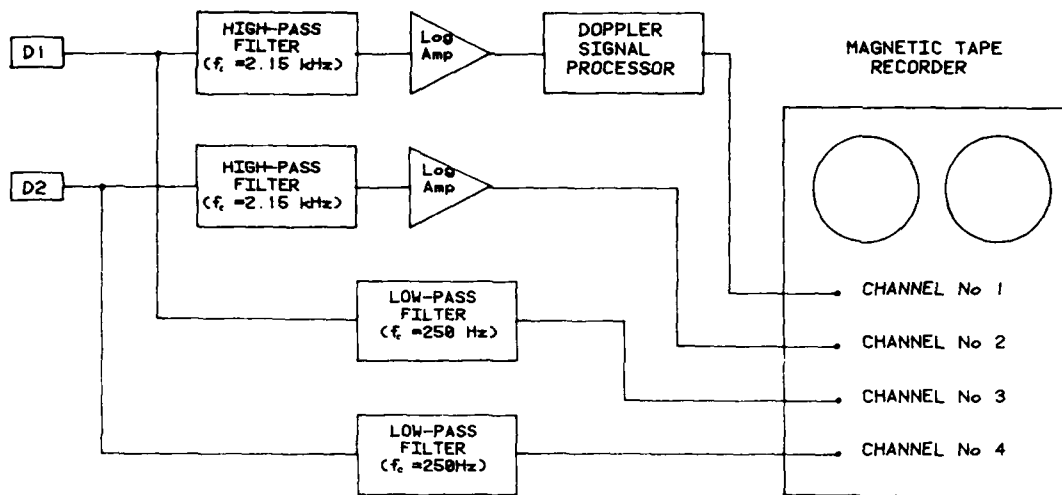 D1
HIGH-PASS
FILTER
(fc =2.15 kHz)
Log
Amp
DOPPLER
SIGNAL
PROCESSOR
MAGNETIC TAPE
RECORDER
D2
HIGH-PASS
FILTER
(fc =2.15 kHz)
Log
Amp
LOW-PASS
FILTER
(fc =250 Hz)
LOW-PASS
FILTER
(fc =250Hz)
CHANNEL No 1
CHANNEL No 2
CHANNEL No 3
CHANNEL No 4